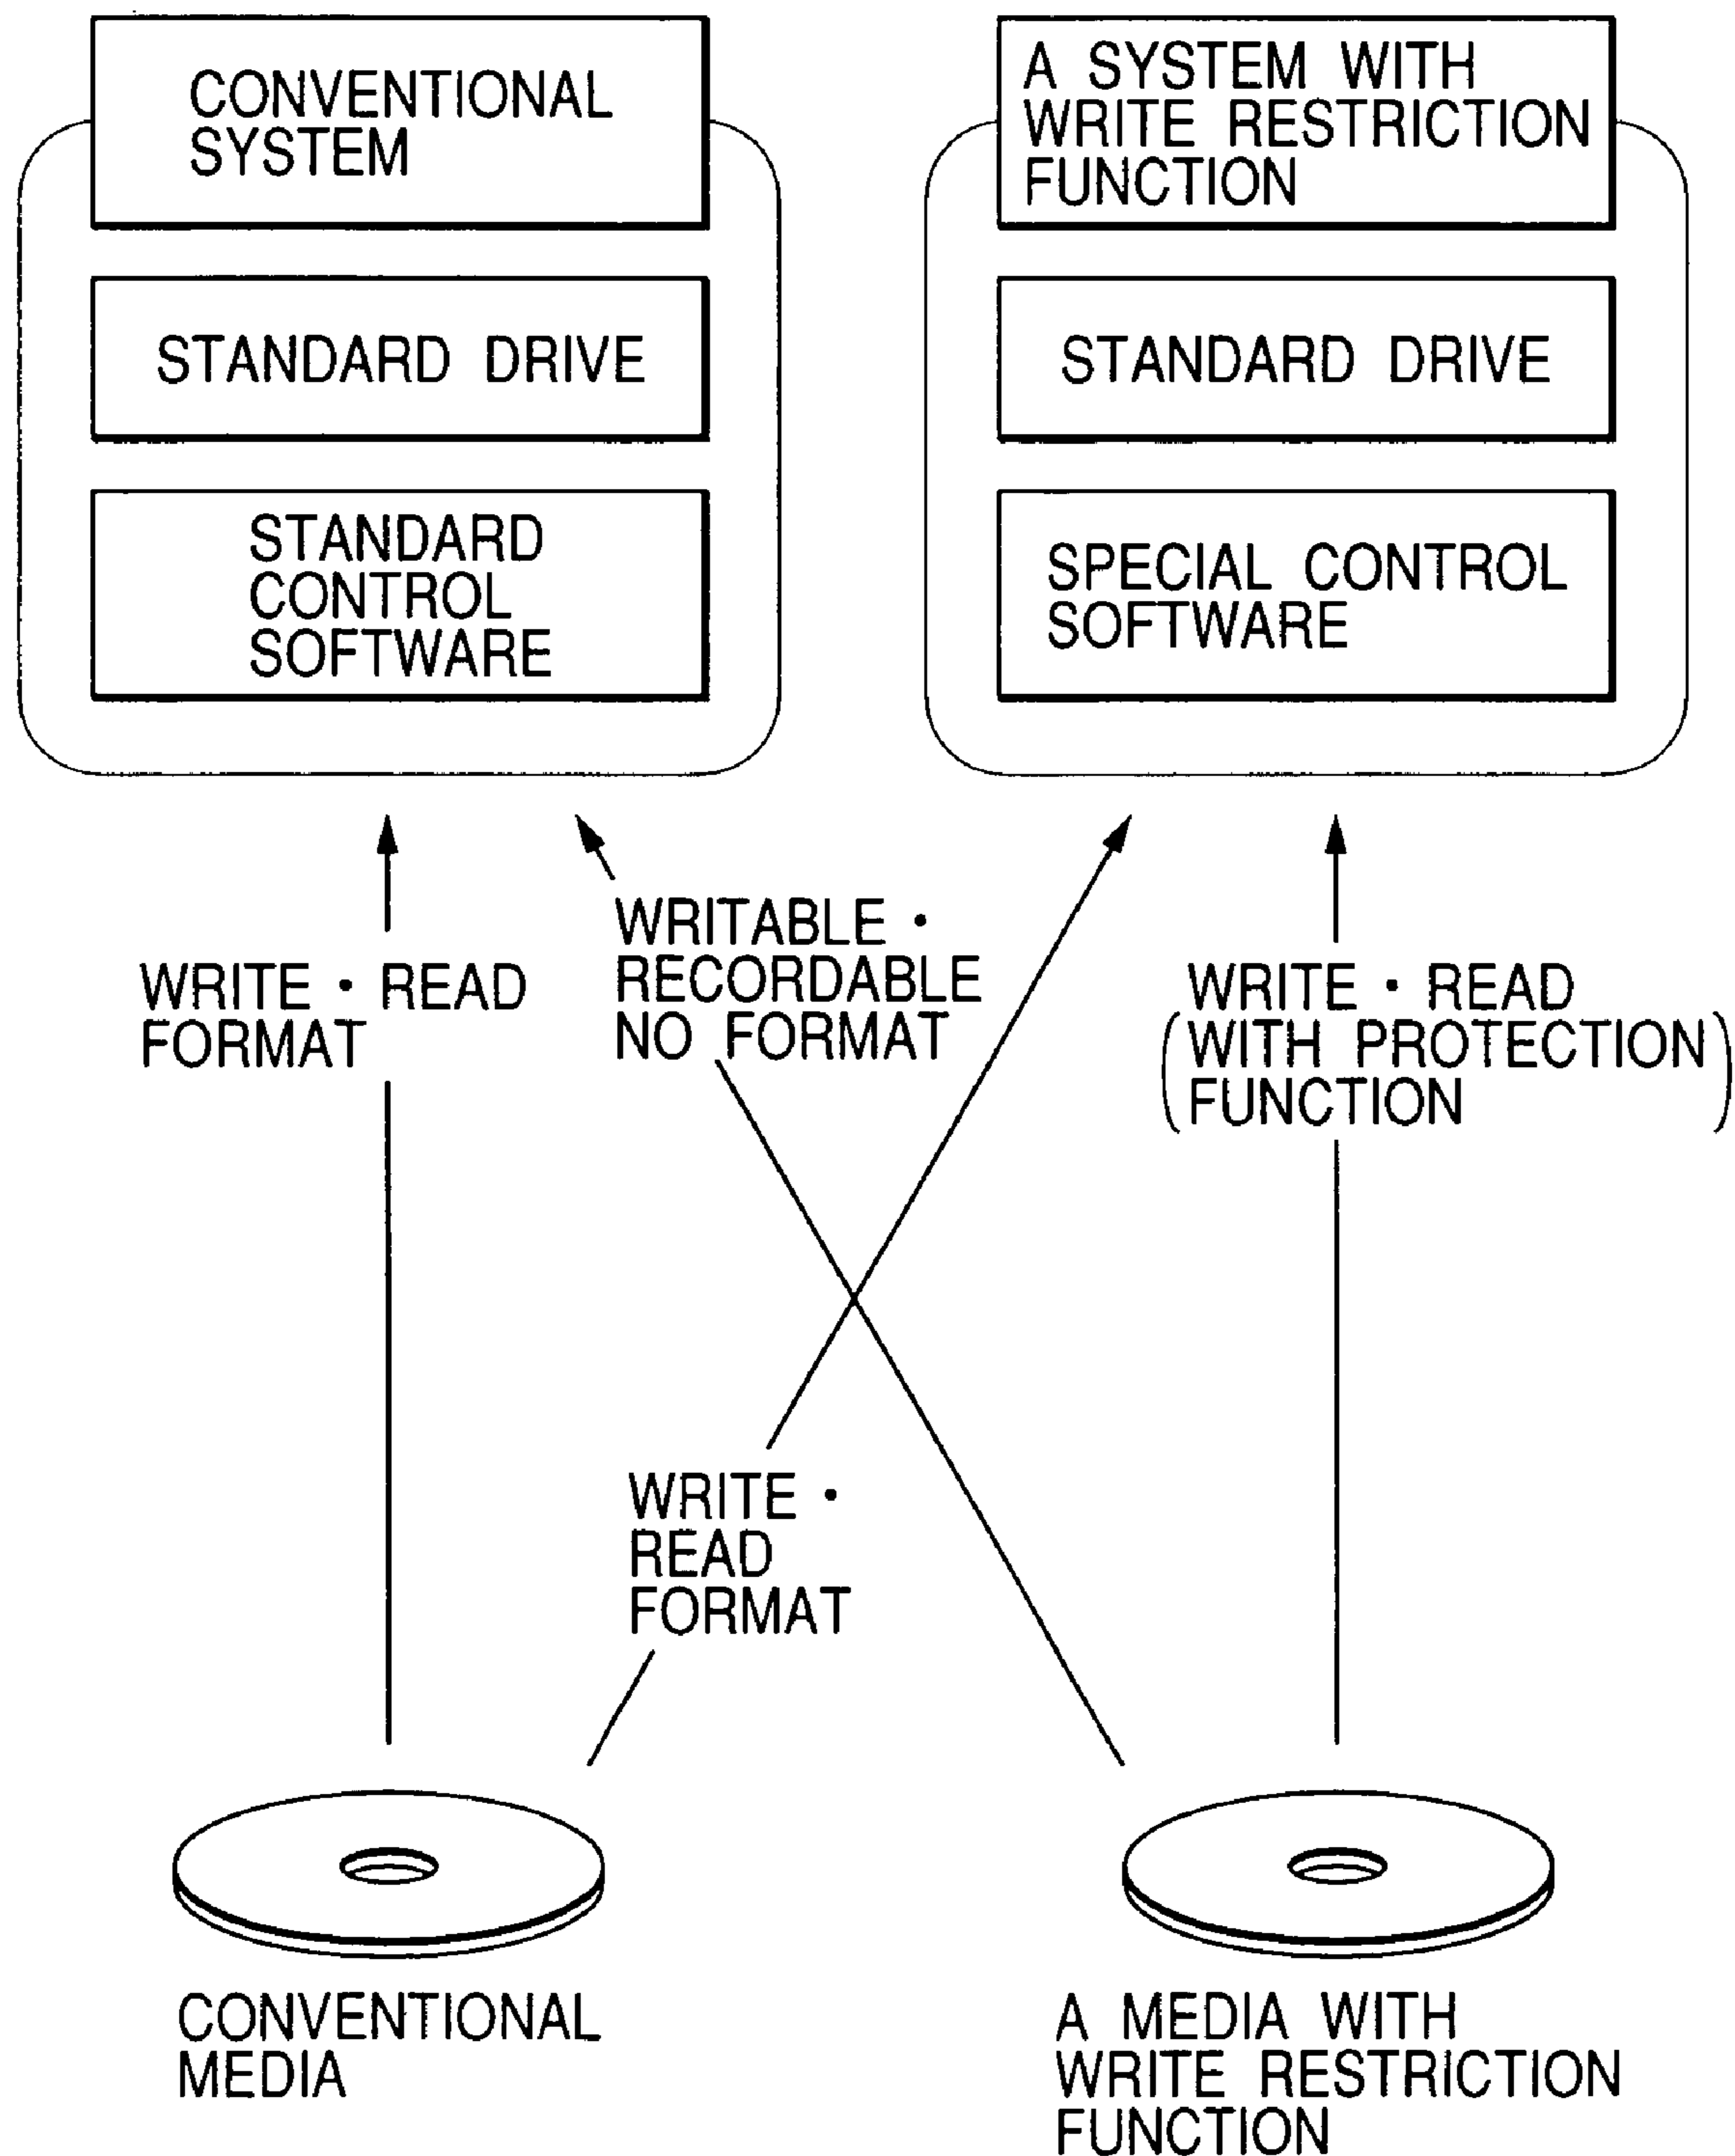 CONVENTIONAL
SYSTEM
STANDARD DRIVE
STANDARD
CONTROL
SOFTWARE
A SYSTEM WITH
WRITE RESTRICTION
FUNCTION
STANDARD DRIVE
SPECIAL CONTROL
SOFTWARE
WRITE・READ
FORMAT
WRITABLE・
RECORDABLE
NO FORMAT
WRITE・READ
(WITH PROTECTION
FUNCTION)
WRITE・
READ
FORMAT
CONVENTIONAL
MEDIA
A MEDIA WITH
WRITE RESTRICTION
FUNCTION